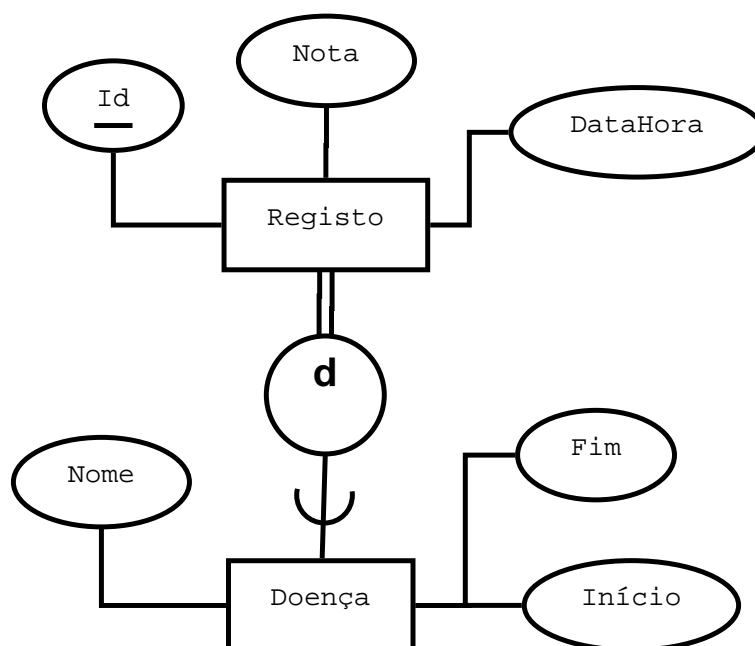 Nota
Id
DataHora
Registo
d
Fim
Nome
Doença
Início